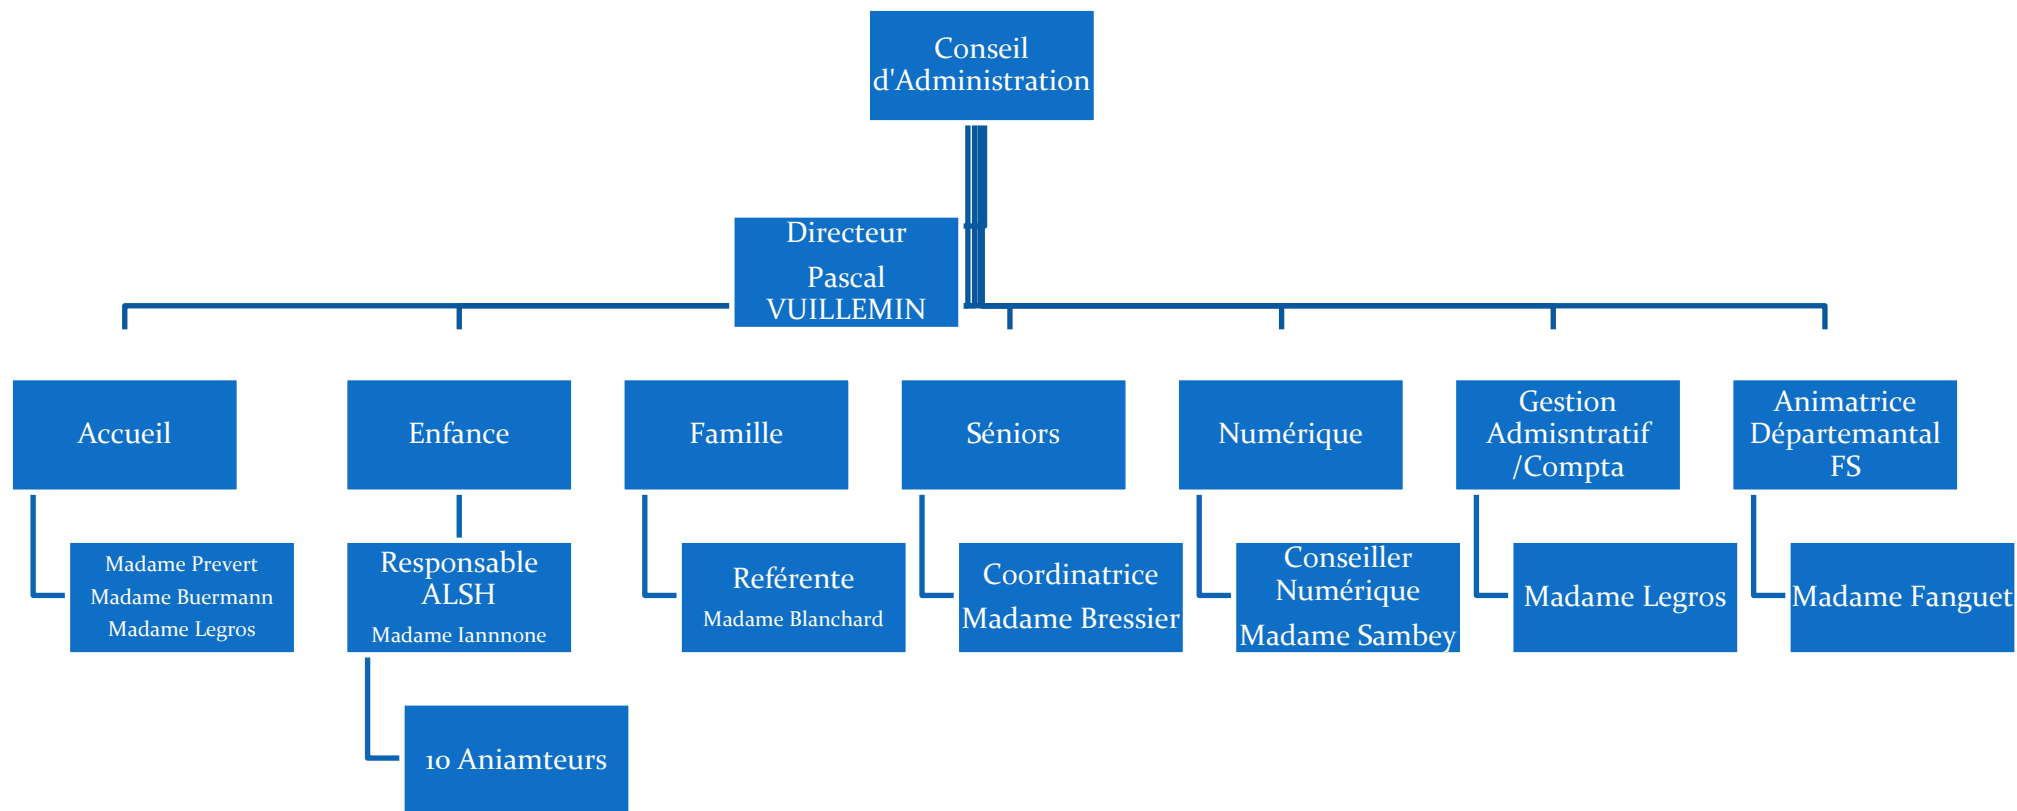 Conseil
d'Administration
Directeur
Pascal
VUILLEMIN
Accueil
Enfance
Famille
Séniors
Numérique
Gestion
Admisntratif
/Compta
Animatrice
Départemantal
FS
Madame Prevert
Madame Buermann
Madame Legros
Responsable
ALSH
Madame Iannnone
Reférente
Madame Blanchard
Coordinatrice
Madame Bressier
Conseiller
Numérique
Madame Sambey
Madame Legros
Madame Fanguet
10 Aniamteurs